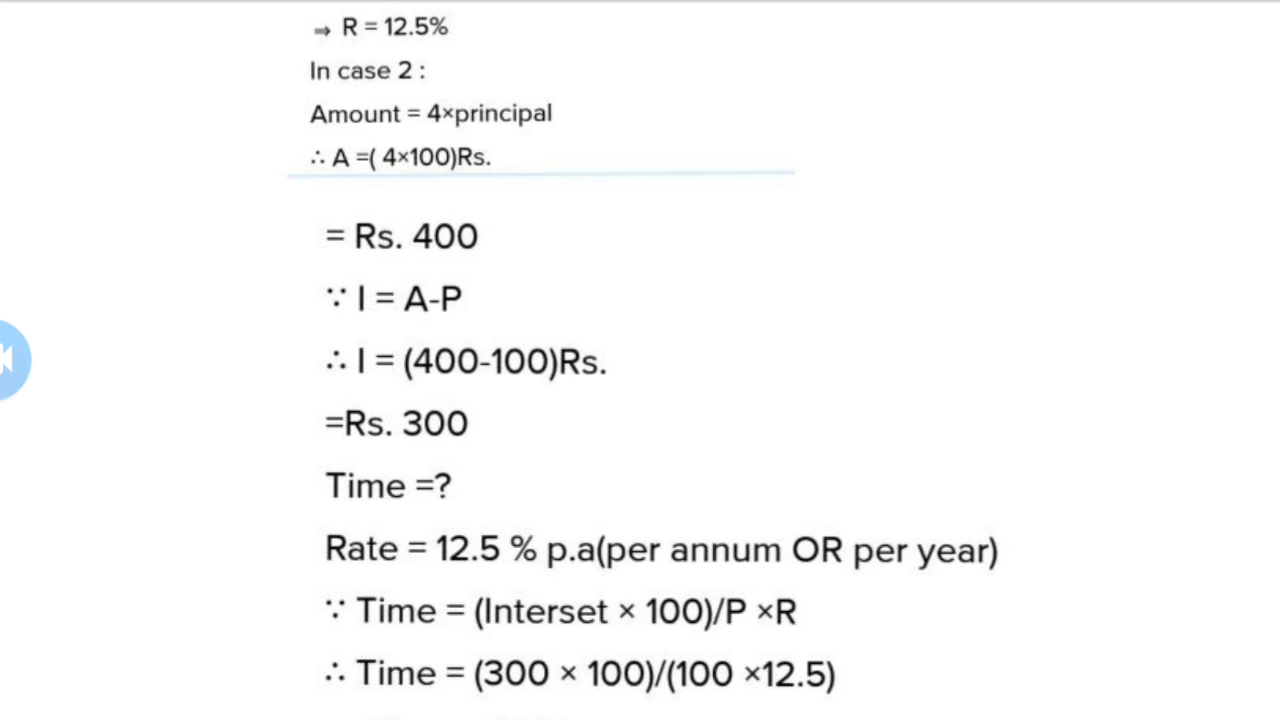 ⇒ R = 12.5%
In case 2 :
Amount = 4×principal
∴ A =( 4×100)Rs.
= Rs. 400
∵ I = A-P
∴ I = (400-100)Rs.
=Rs. 300
Time =?
Rate = 12.5 % p.a(per annum OR per year)
∵ Time = (Interset × 100)/P ×R
∴ Time = (300 × 100)/(100 ×12.5)